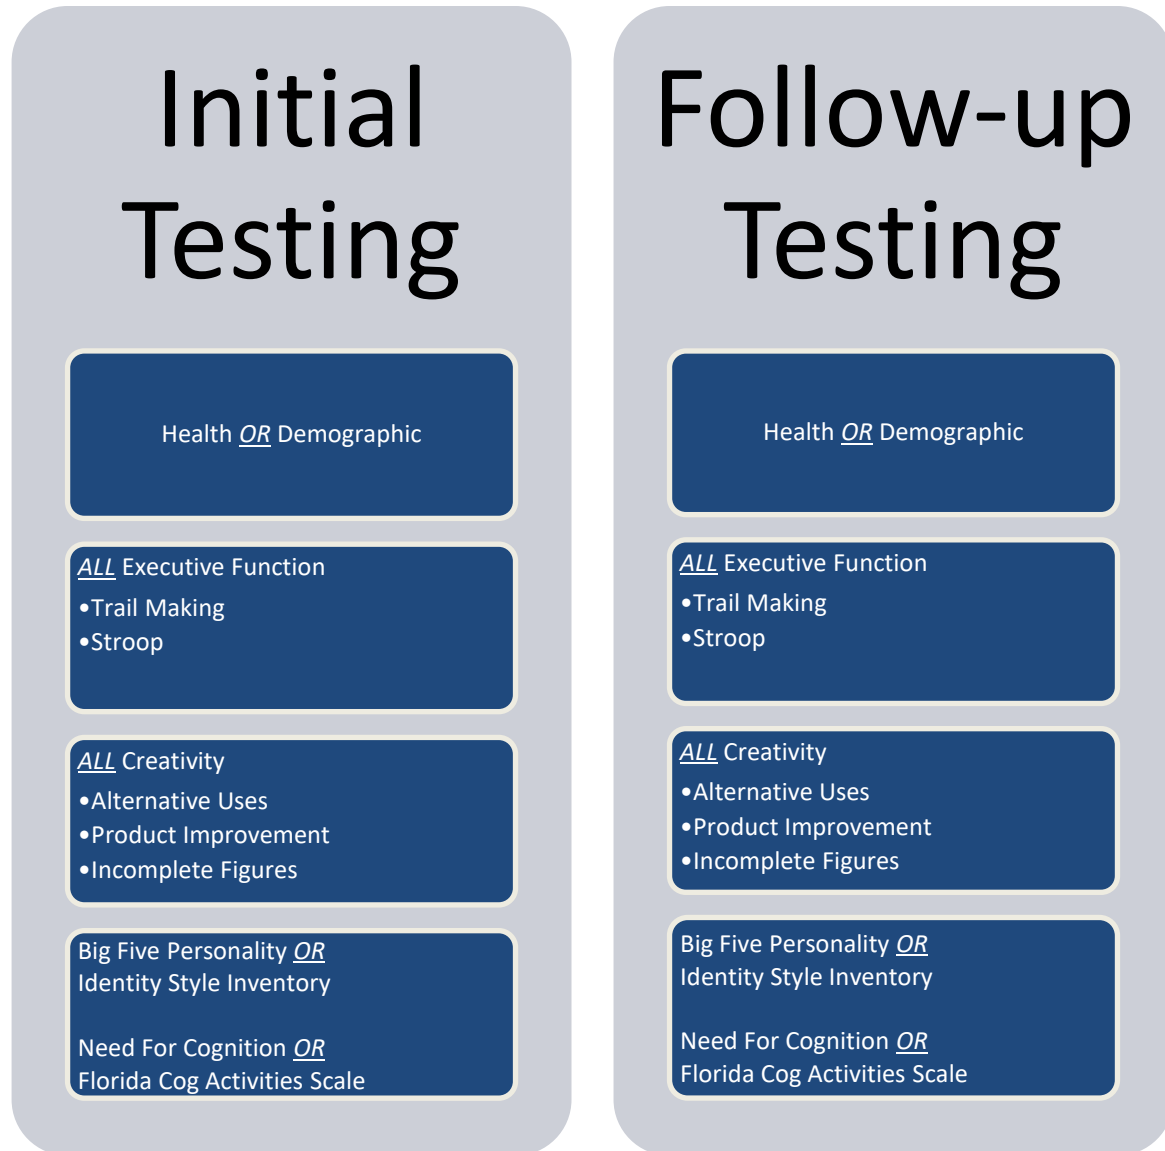 Initial
Testing
Health OR Demographic
ALL Executive Function
•Trail Making
•Stroop
ALL Creativity
•Alternative Uses
•Product Improvement
•Incomplete Figures
Big Five Personality OR
Identity Style Inventory
Need For Cognition OR
Florida Cog Activities Scale
Follow-up
Testing
Health OR Demographic
ALL Executive Function
•Trail Making
•Stroop
ALL Creativity
•Alternative Uses
•Product Improvement
•Incomplete Figures
Big Five Personality OR
Identity Style Inventory
Need For Cognition OR
Florida Cog Activities Scale